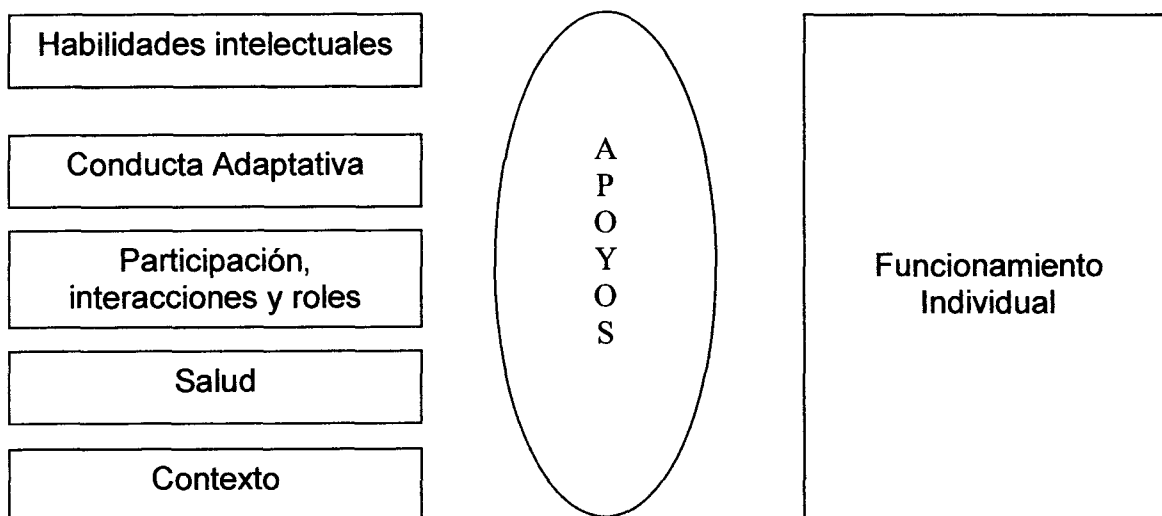 Habilidades intelectuales
Conducta Adaptativa
Participación,
interacciones y roles
Salud
Contexto
A
P
O
Y
O
S
Funcionamiento
Individual